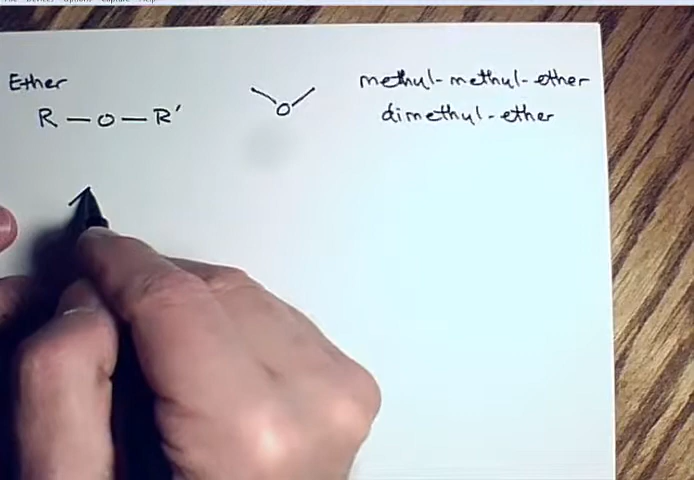 Ether
R — O — R'
O
methyl-methyl-ether
dimethyl-ether